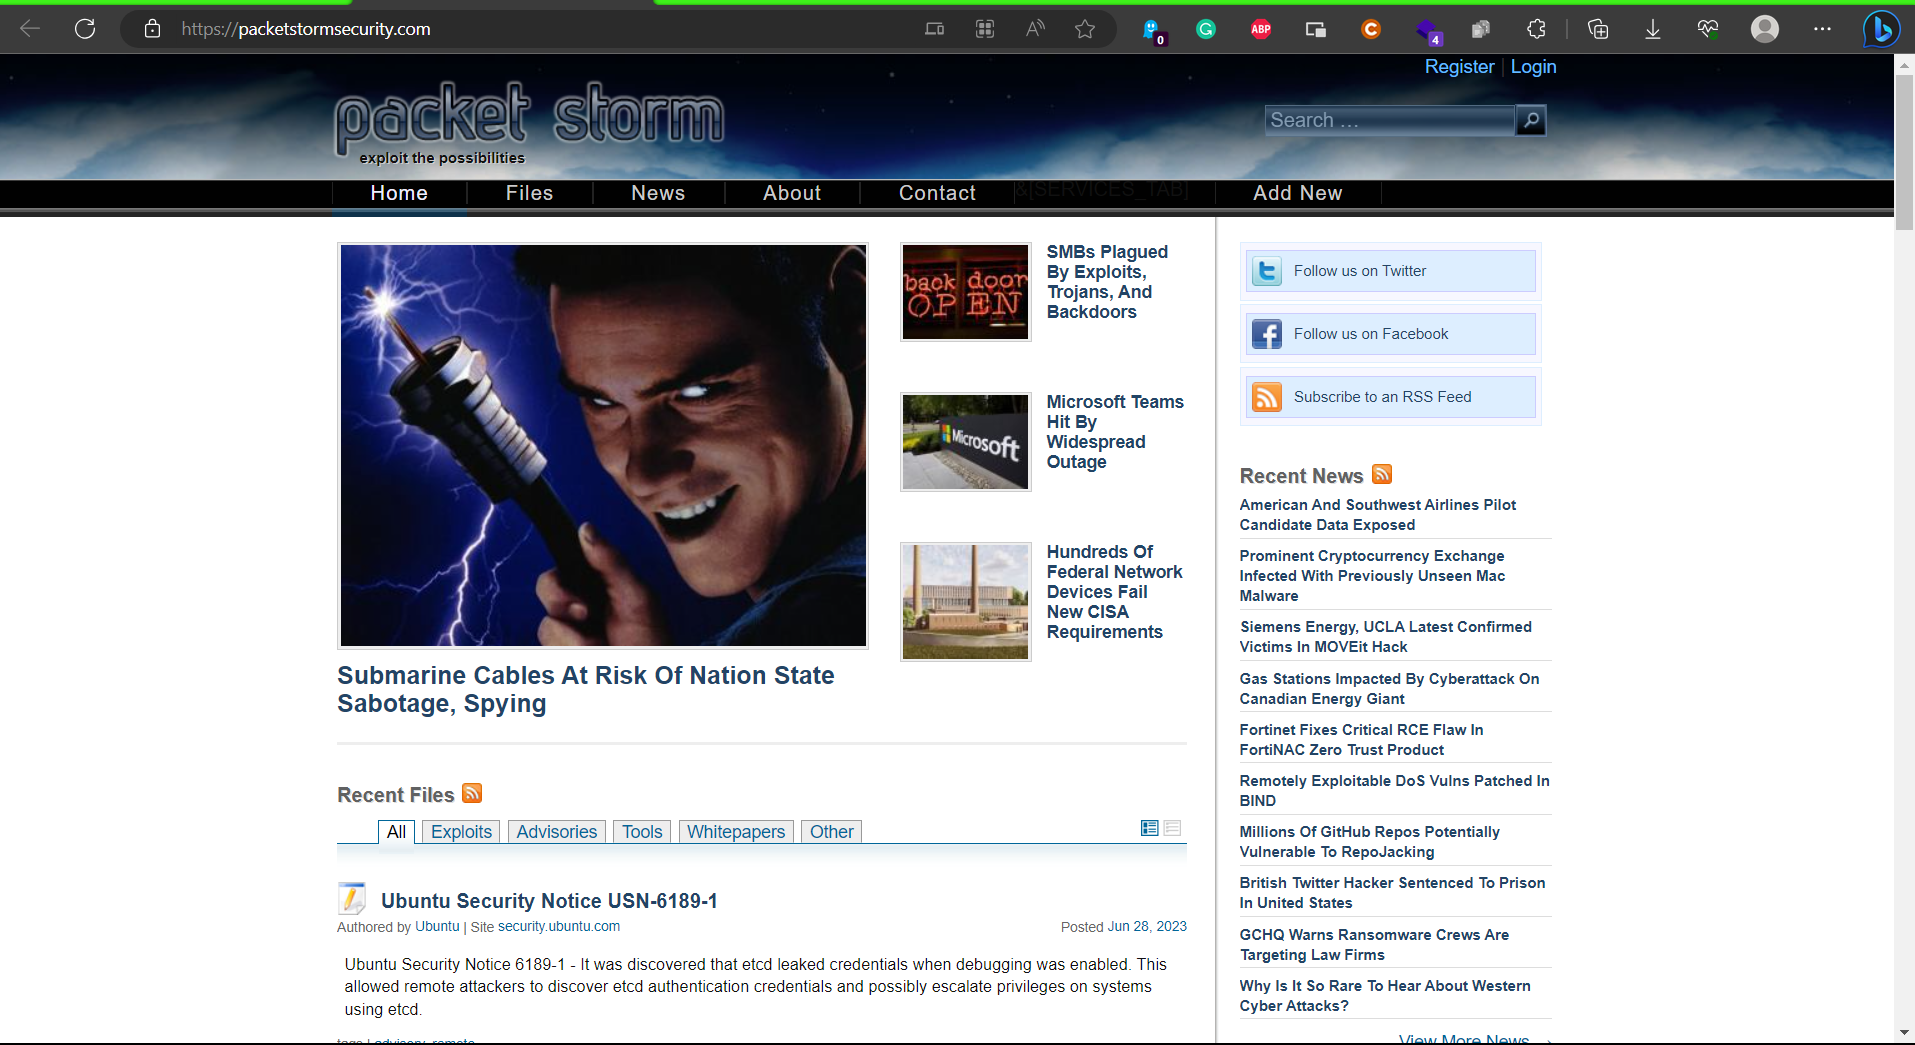 https://packetstormsecurity.com
ABP
0
4
Register | Login
packet storm
exploit the possibilities
Search …
Home
Files
News
About
Contact
&[SERVICES_TAB]
Add New
back door
OPEN
SMBs Plagued
By Exploits,
Trojans, And
Backdoors
Microsoft
Microsoft Teams
Hit By
Widespread
Outage
Hundreds Of
Federal Network
Devices Fail
New CISA
Requirements
Submarine Cables At Risk Of Nation State
Sabotage, Spying
Recent Files
All
Exploits
Advisories
Tools
Whitepapers
Other
Ubuntu Security Notice USN-6189-1
Authored by Ubuntu | Site security.ubuntu.com
Posted Jun 28, 2023
Ubuntu Security Notice 6189-1 - It was discovered that etcd leaked credentials when debugging was enabled. This
allowed remote attackers to discover etcd authentication credentials and possibly escalate privileges on systems
using etcd.
tags | advisory, remote
Follow us on Twitter
Follow us on Facebook
Subscribe to an RSS Feed
Recent News
American And Southwest Airlines Pilot
Candidate Data Exposed
Prominent Cryptocurrency Exchange
Infected With Previously Unseen Mac
Malware
Siemens Energy, UCLA Latest Confirmed
Victims In MOVEit Hack
Gas Stations Impacted By Cyberattack On
Canadian Energy Giant
Fortinet Fixes Critical RCE Flaw In
FortiNAC Zero Trust Product
Remotely Exploitable DoS Vulns Patched In
BIND
Millions Of GitHub Repos Potentially
Vulnerable To RepoJacking
British Twitter Hacker Sentenced To Prison
In United States
GCHQ Warns Ransomware Crews Are
Targeting Law Firms
Why Is It So Rare To Hear About Western
Cyber Attacks?
View More News →